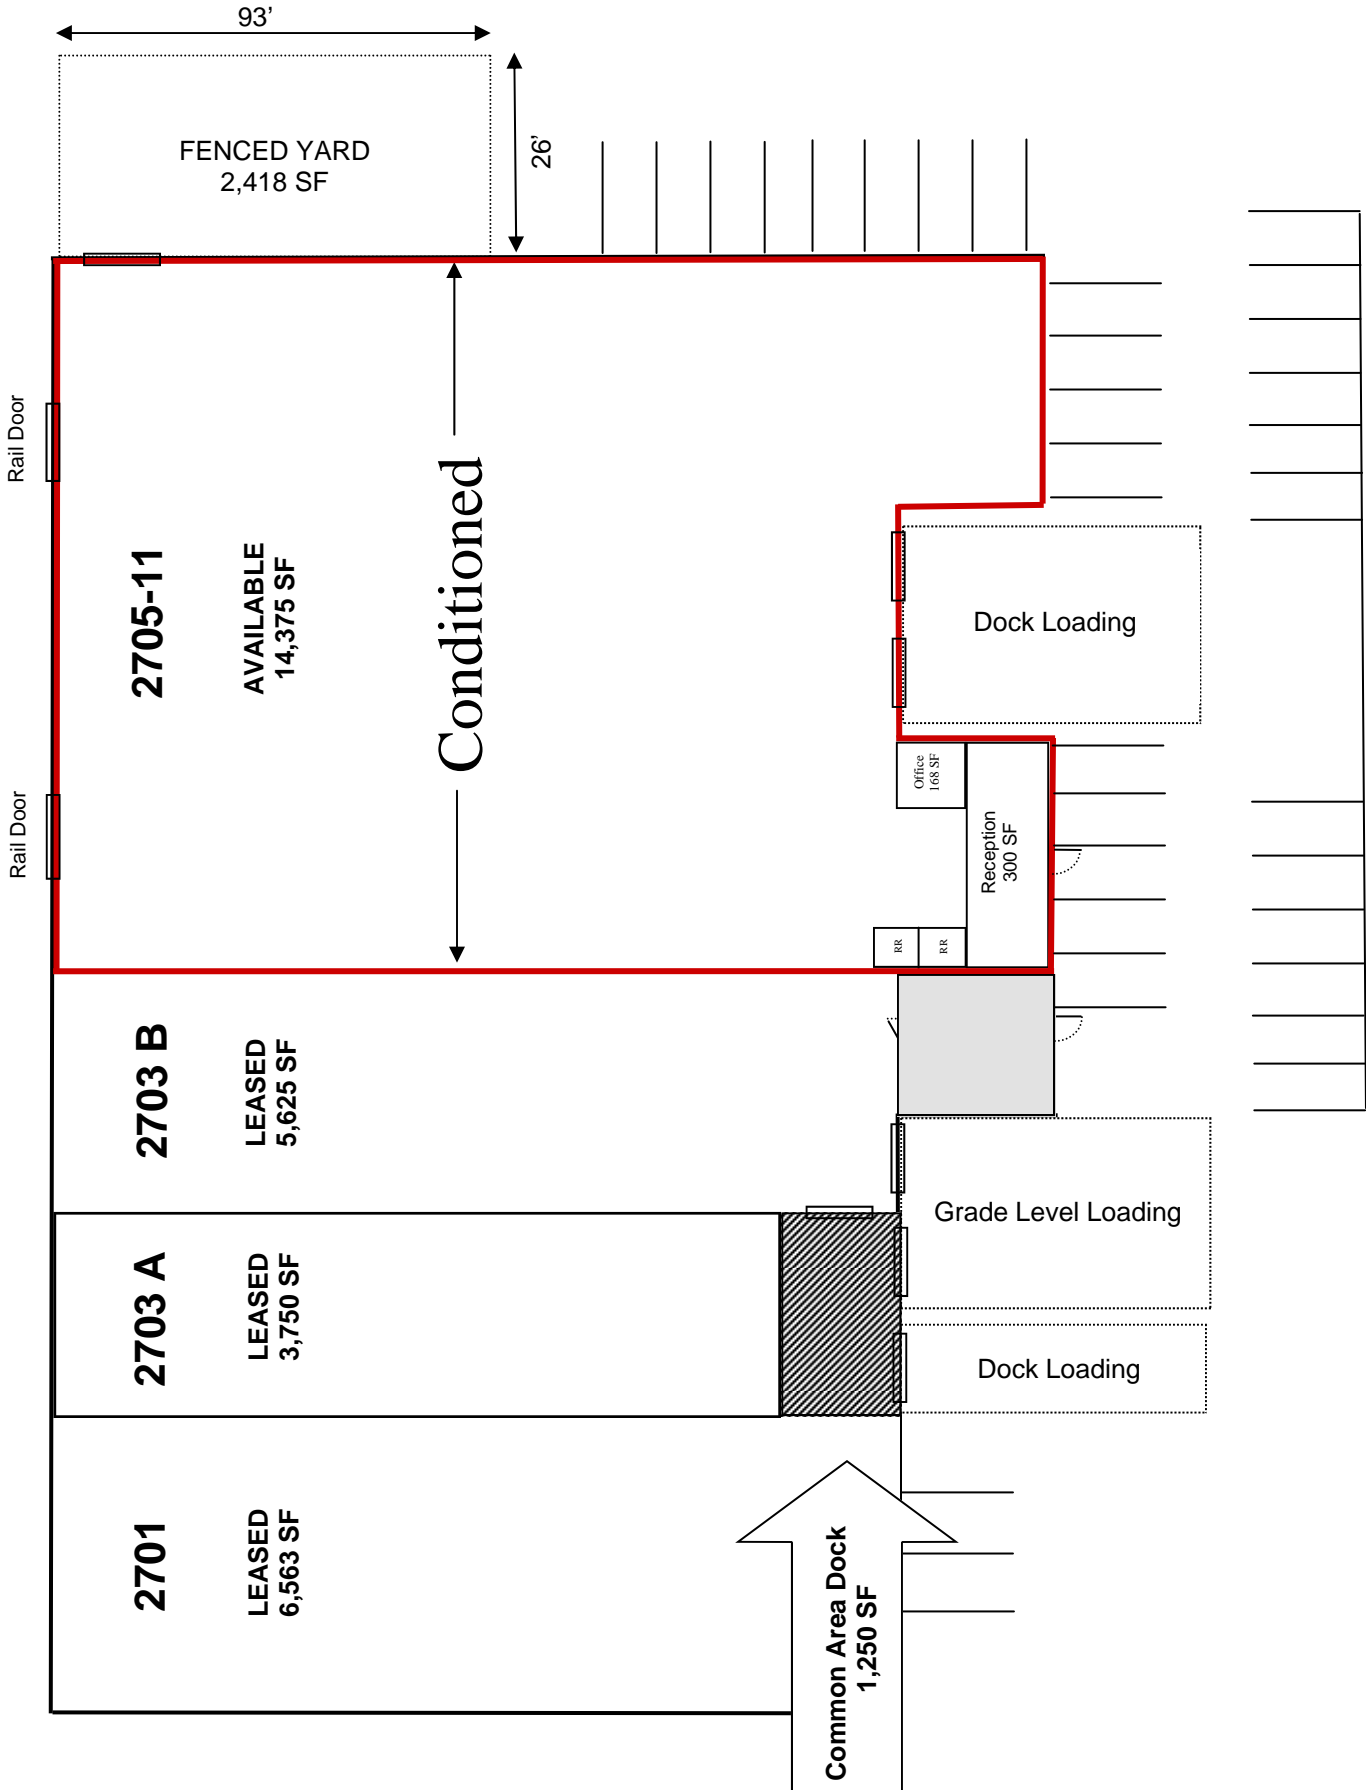 93’
FENCED YARD
2,418 SF
26’
Rail Door
Rail Door
2705-11
AVAILABLE
14,375 SF
Conditioned
Dock Loading
Office
168 SF
Reception
300 SF
RR
RR
2703 B
LEASED
5,625 SF
Grade Level Loading
2703 A
LEASED
3,750 SF
Dock Loading
2701
LEASED
6,563 SF
Common Area Dock
1,250 SF